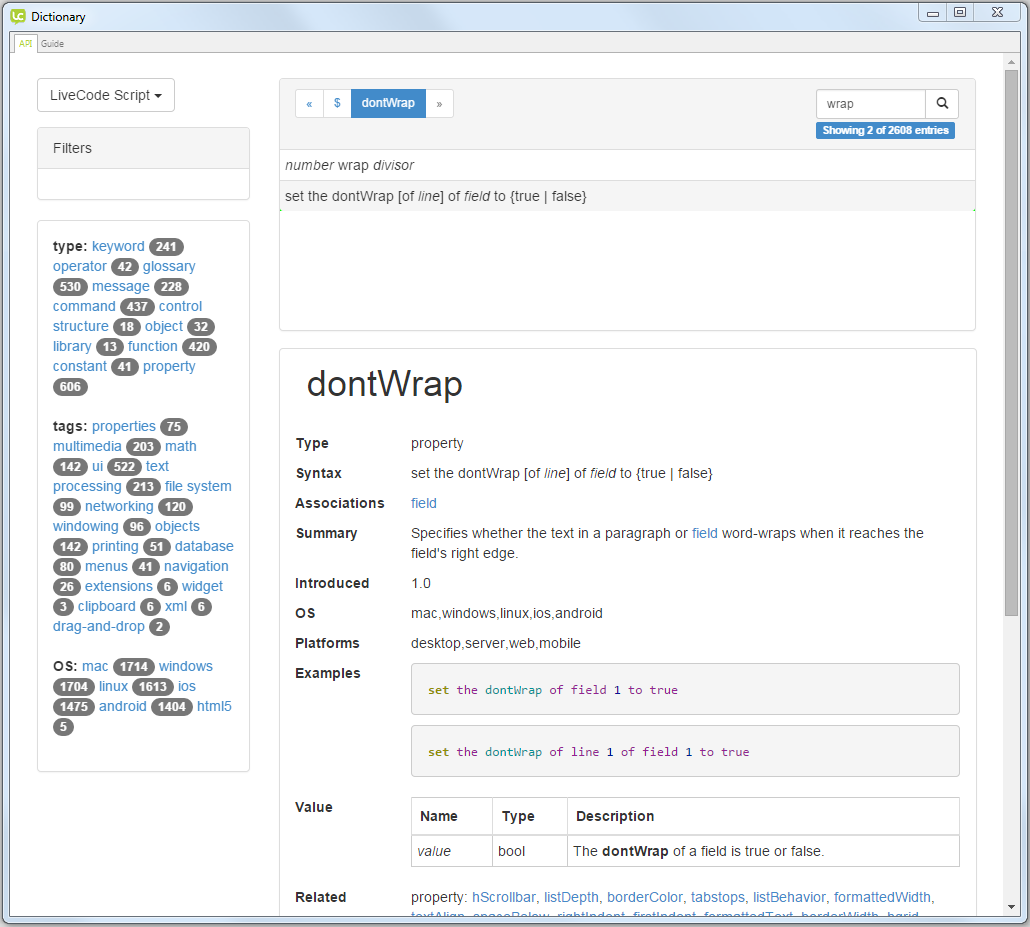 Dictionary
API Guide
LiveCode Script
Filters
type: keyword 241
operator 42 glossary
530 message 228
command 437 control
structure 18 object 32
library 13 function 420
constant 41 property
606
tags: properties 75
multimedia 203 math
142 ui 522 text
processing 213 file system
99 networking 120
windowing 96 objects
142 printing 51 database
80 menus 41 navigation
26 extensions 6 widget
3 clipboard 6 xml 6
drag-and-drop 2
OS: mac 1714 windows
1704 linux 1613 ios
1475 android 1404 html5
5
« $ dontWrap »
wrap
Showing 2 of 2608 entries
number wrap divisor
set the dontWrap [of line] of field to {true | false}
dontWrap
Type property
Syntax set the dontWrap [of line] of field to {true | false}
Associations field
Summary Specifies whether the text in a paragraph or field word-wraps when it reaches the
field's right edge.
Introduced 1.0
OS mac,windows,linux,ios,android
Platforms desktop,server,web,mobile
Examples set the dontWrap of field 1 to true
set the dontWrap of line 1 of field 1 to true
Value Name Type Description
value bool The dontWrap of a field is true or false.
Related property: hScrollbar, listDepth, borderColor, tabstops, listBehavior, formattedWidth,
textAlign, spaceBelow, rightIndent, firstIndent, formattedText, borderWidth, hgrid,